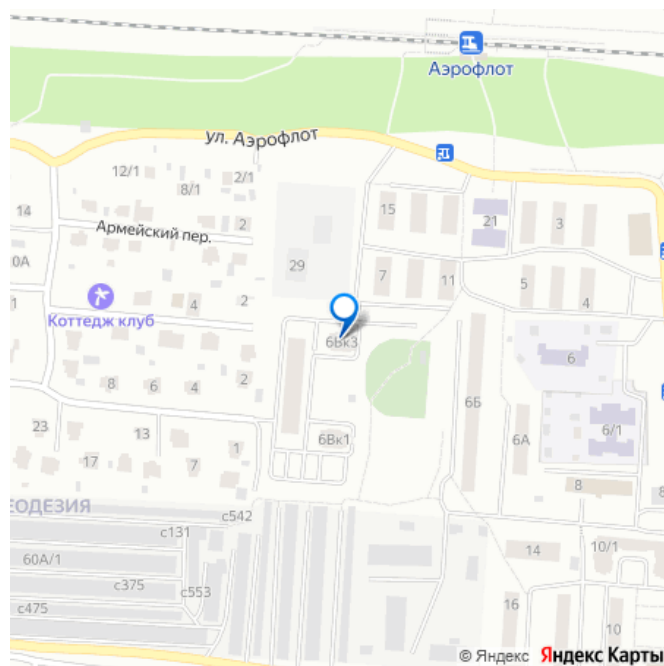 Аэрофлот
ул. Аэрофлот
12/1
8/1
2/1
14
2
15
21
3
Армейский пер.
0А
29
7
11
5
4
1
4
2
Коттедж клуб
6Вк3
6
8
6
4
2
6Б
6А
6/1
23
13
1
6Вк1
17
7
8
8
ЕОДЕЗИЯ
с542
с131
60А/1
14
10/1
с375
с553
с475
16
10
© Яндекс Яндекс Карты